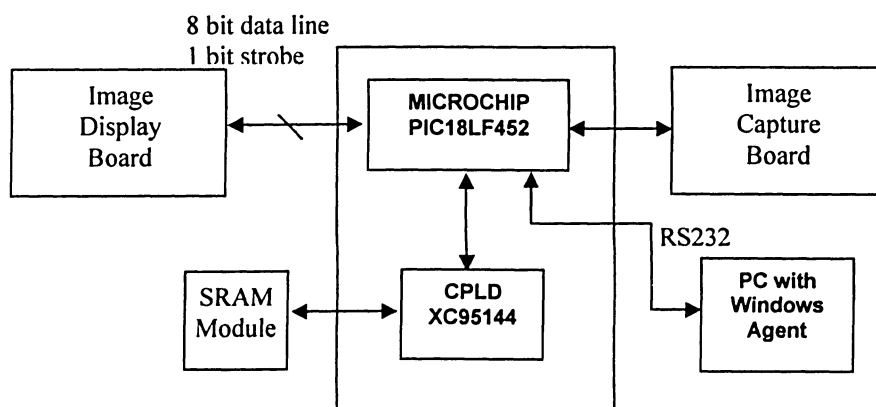 8 bit data line
1 bit strobe
Image
Display
Board
MICROCHIP
PIC18LF452
Image
Capture
Board
RS232
SRAM
Module
CPLD
XC95144
PC with
Windows
Agent